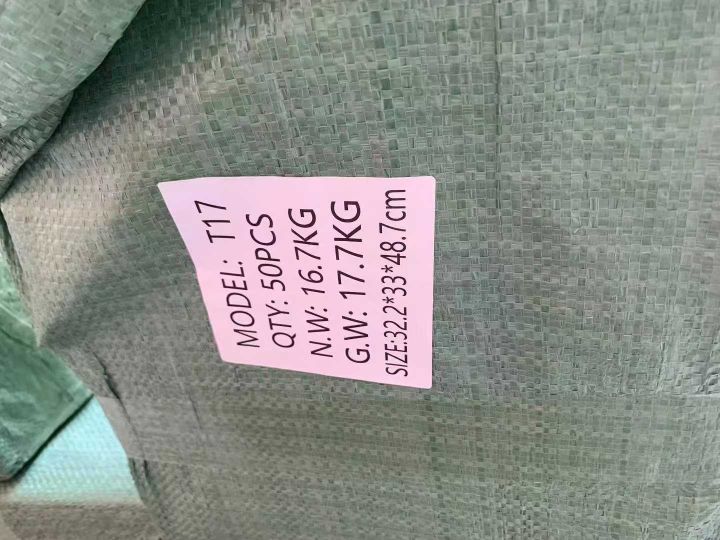 MODEL: T17
QTY: 50PCS
N.W: 16.7KG
G.W: 17.7KG
SIZE:32.2*33*48.7cm